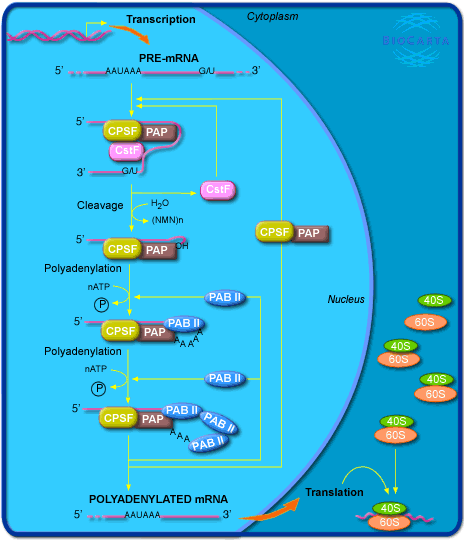 Transcription
Cytoplasm
BIOCARTA
PRE-mRNA
5' AAUAAA G/U 3'
5'
CPSF PAP
CstF
3' G/U
CstF
Cleavage
H2O
(NMN)n
CPSF PAP
5'
CPSF PAP OH
Polyadenylation
nATP
P
PAB II
Nucleus
40S
60S
5'
PAB II
CPSF PAP
AAAAA
40S
60S
Polyadenylation
nATP
P
PAB II
40S
60S
5'
PAB II
CPSF PAP
PAB II
AAA
PAB II
40S
60S
POLYADENYLATED mRNA
Translation
5' AAUAAA 3'
40S
60S